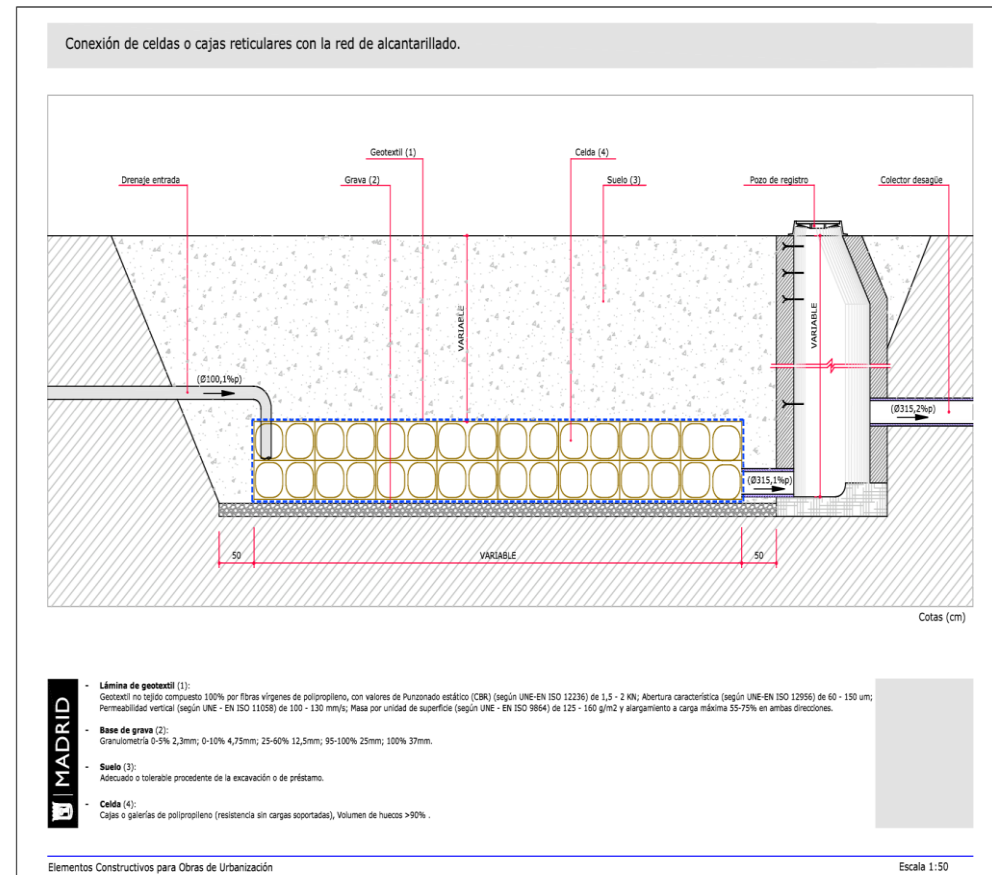 Conexión de celdas o cajas reticulares con la red de alcantarillado.
Geotextil (1)
Celda (4)
Drenaje entrada
Grava (2)
Suelo (3)
Pozo de registro
Colector desagüe
VARIABLE
VARIABLE
(Ø100,1%p)
(Ø315,2%p)
(Ø315,1%p)
50
VARIABLE
50
Cotas (cm)
MADRID
- Lámina de geotextil (1):
Geotextil no tejido compuesto 100% por fibras vírgenes de polipropileno, con valores de Punzonado estático (CBR) (según UNE-EN ISO 12236) de 1,5 - 2 KN; Abertura característica (según UNE-EN ISO 12956) de 60 - 150 um;
Permeabilidad vertical (según UNE - EN ISO 11058) de 100 - 130 mm/s; Masa por unidad de superficie (según UNE - EN ISO 9864) de 125 - 160 g/m2 y alargamiento a carga máxima 55-75% en ambas direcciones.
- Base de grava (2):
Granulometría 0-5% 2,3mm; 0-10% 4,75mm; 25-60% 12,5mm; 95-100% 25mm; 100% 37mm.
- Suelo (3):
Adecuado o tolerable procedente de la excavación o de préstamo.
- Celda (4):
Cajas o galerías de polipropileno (resistencia sin cargas soportadas), Volumen de huecos >90% .
Elementos Constructivos para Obras de Urbanización
Escala 1:50